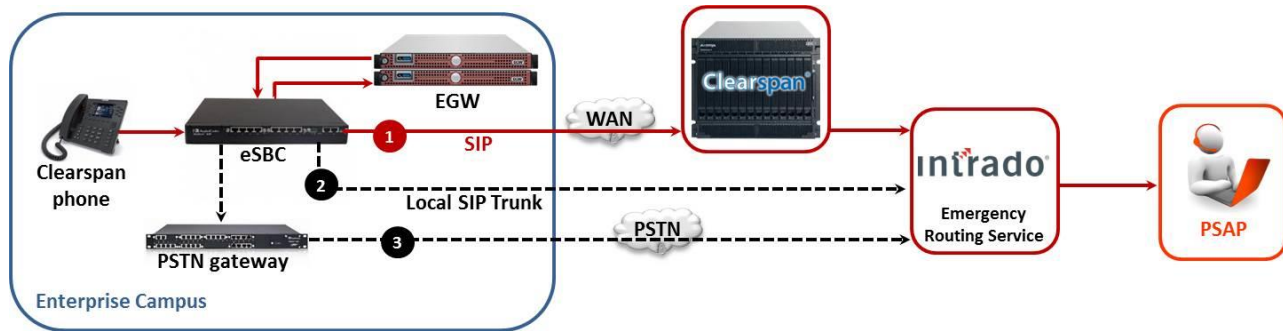 EGW
Clearspan®
WAN
Clearspan
phone
eSBC
1
SIP
2
Local SIP Trunk
intrado®
Emergency
Routing Service
PSAP
PSTN gateway
3
PSTN
Enterprise Campus